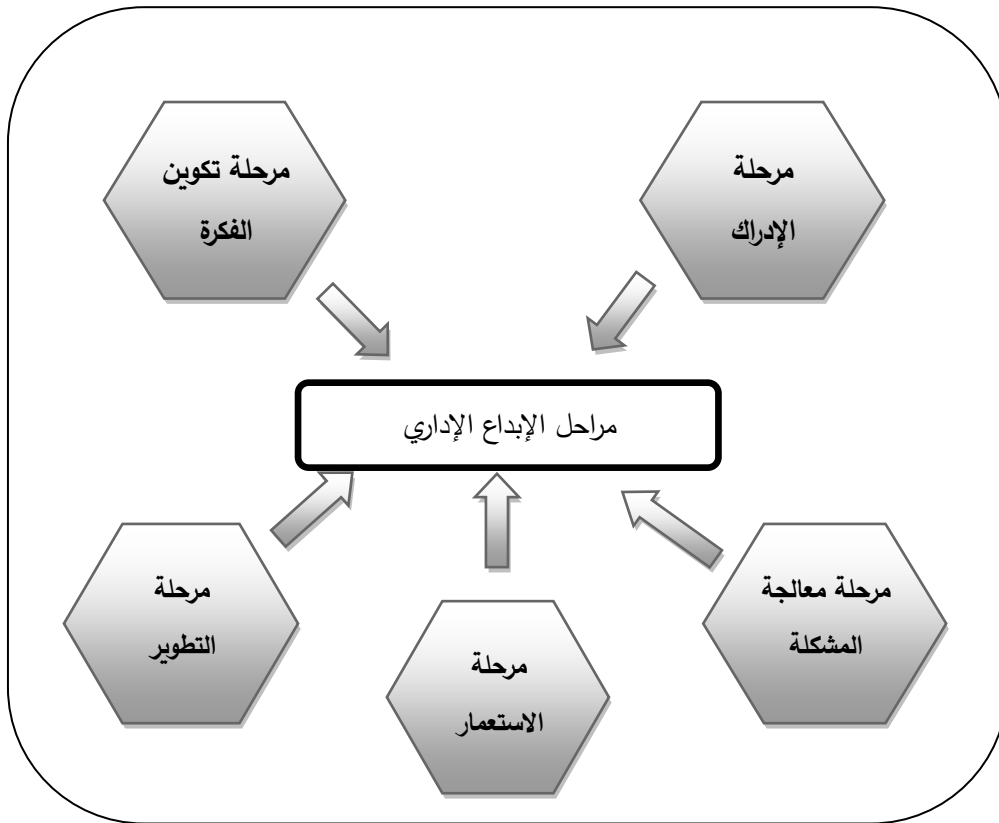 مرحلة
الإدراك
مرحلة تكوين
الفكرة
مراحل الإبداع الإداري
مرحلة معالجة
المشكلة
مرحلة
الاستعمار
مرحلة
التطوير